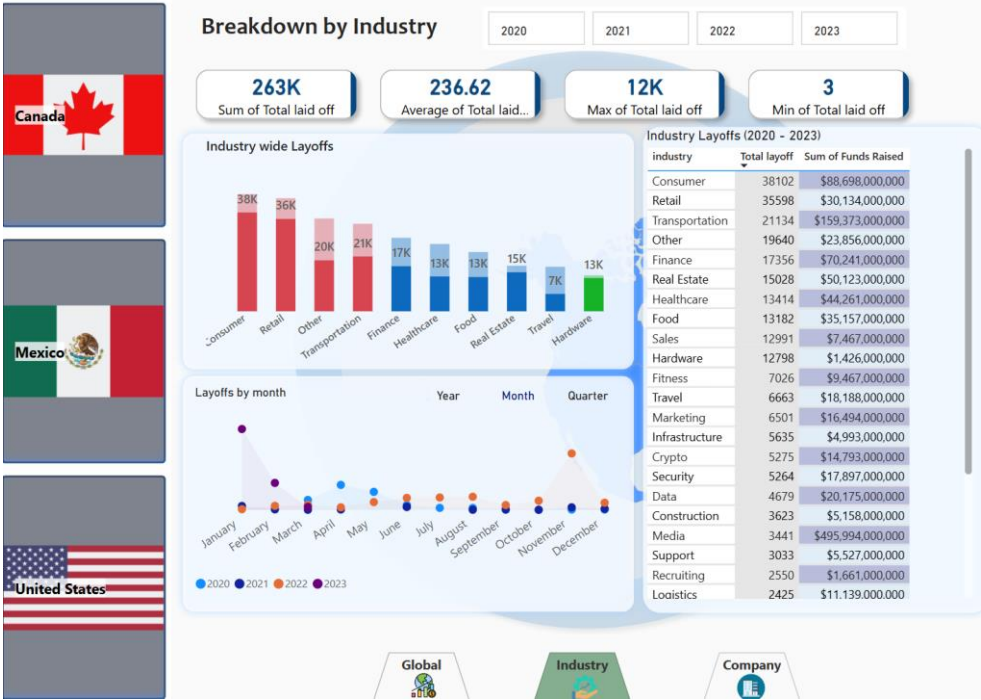 Breakdown by Industry
2020 2021 2022 2023
263K 236.62 12K 3
Sum of Total laid off Average of Total laid... Max of Total laid off Min of Total laid off
Canada
Mexico
United States
Industry wide Layoffs
38K 36K 20K 21K 17K 13K 13K 15K 7K 13K
Consumer Retail Other Transportation Finance Healthcare Food Real Estate Travel Hardware
Layoffs by month
Year Month Quarter
January February March April May June July August September October November December
2020 2021 2022 2023
Industry Layoffs (2020 - 2023)
industry Total layoff Sum of Funds Raised
Consumer 38102 $88,698,000,000
Retail 35598 $30,134,000,000
Transportation 21134 $159,373,000,000
Other 19640 $23,856,000,000
Finance 17356 $70,241,000,000
Real Estate 15028 $50,123,000,000
Healthcare 13414 $44,261,000,000
Food 13182 $35,157,000,000
Sales 12991 $7,467,000,000
Hardware 12798 $1,426,000,000
Fitness 7026 $9,467,000,000
Travel 6663 $18,188,000,000
Marketing 6501 $16,494,000,000
Infrastructure 5635 $4,993,000,000
Crypto 5275 $14,793,000,000
Security 5264 $17,897,000,000
Data 4679 $20,175,000,000
Construction 3623 $5,158,000,000
Media 3441 $495,994,000,000
Support 3033 $5,527,000,000
Recruiting 2550 $1,661,000,000
Logistics 2425 $11,139,000,000
Global Industry Company